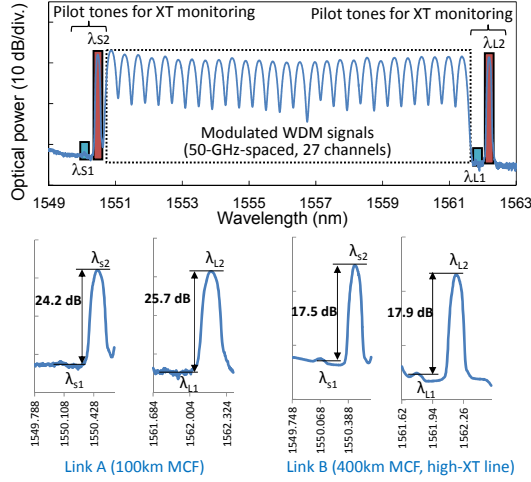 Pilot tones for XT monitoring
Pilot tones for XT monitoring
λS2
λL2
Optical power (10 dB/div.)
Modulated WDM signals
(50-GHz-spaced, 27 channels)
λS1
λL1
1549 1551 1553 1555 1557 1559 1561 1563
Wavelength (nm)
λs2
24.2 dB
λs1
1549.788 1550.108 1550.428
λL2
25.7 dB
λL1
1561.684 1562.004 1562.324
λs2
17.5 dB
λs1
1549.748 1550.068 1550.388
λL2
17.9 dB
λL1
1561.62 1561.94 1562.26
Link A (100km MCF)
Link B (400km MCF, high-XT line)